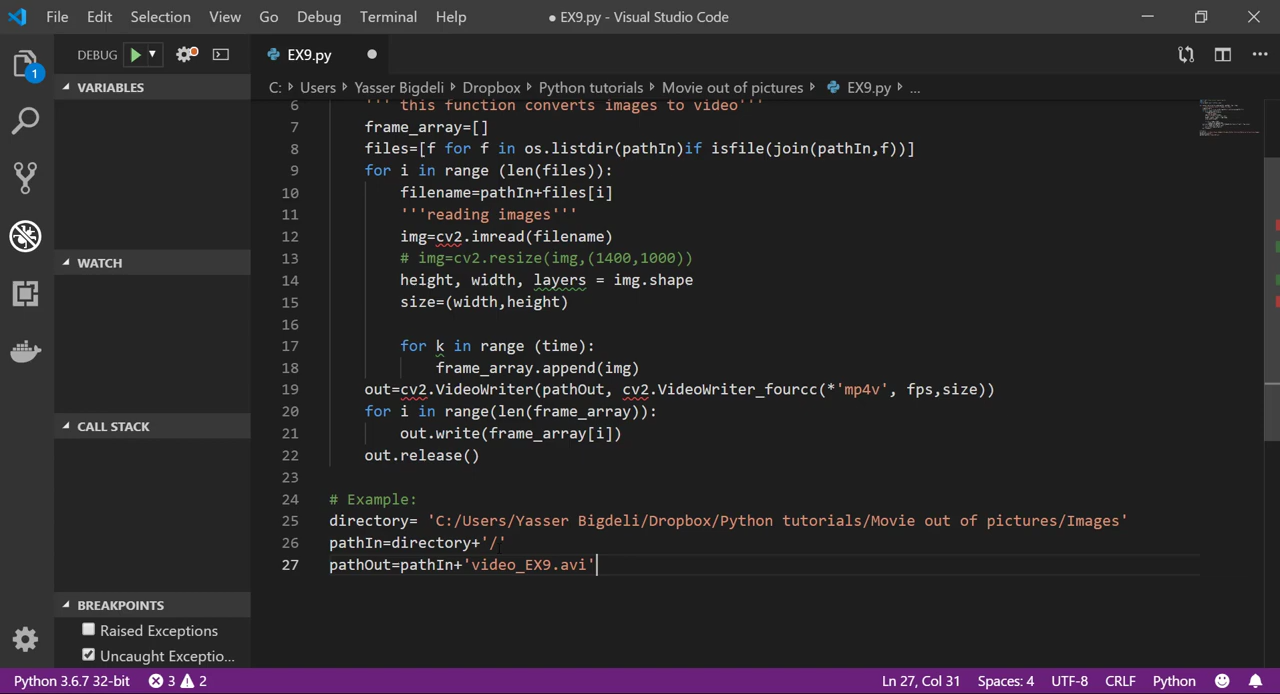 File Edit Selection View Go Debug Terminal Help ● EX9.py - Visual Studio Code
DEBUG EX9.py
1
VARIABLES
C: Users Yasser Bigdeli Dropbox Python tutorials Movie out of pictures EX9.py ...
6 ''' this function converts images to video'''
7 frame_array=[]
8 files=[f for f in os.listdir(pathIn)if isfile(join(pathIn,f))]
9 for i in range (len(files)):
10 filename=pathIn+files[i]
11 '''reading images'''
12 img=cv2.imread(filename)
13 # img=cv2.resize(img,(1400,1000))
14 height, width, layers = img.shape
15 size=(width,height)
16
17 for k in range (time):
18 frame_array.append(img)
19 out=cv2.VideoWriter(pathOut, cv2.VideoWriter_fourcc(*'mp4v', fps,size))
20 for i in range(len(frame_array)):
21 out.write(frame_array[i])
22 out.release()
23
24 # Example:
25 directory= 'C:/Users/Yasser Bigdeli/Dropbox/Python tutorials/Movie out of pictures/Images'
26 pathIn=directory+'/'
27 pathOut=pathIn+'video_EX9.avi'
WATCH
CALL STACK
BREAKPOINTS
Raised Exceptions
Uncaught Exceptio...
Python 3.6.7 32-bit 3 2 Ln 27, Col 31 Spaces: 4 UTF-8 CRLF Python